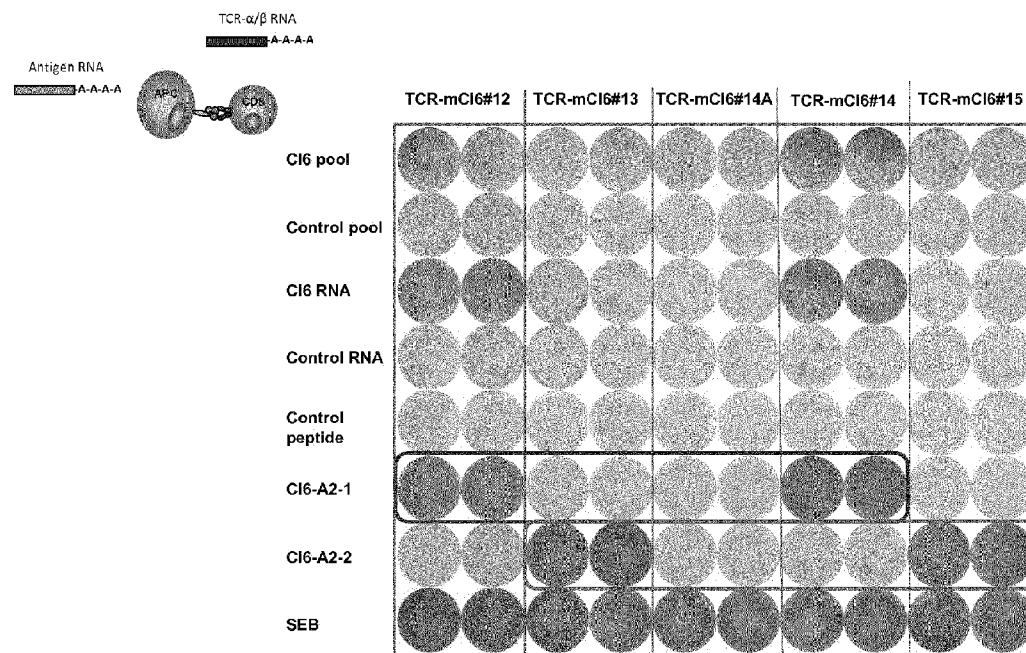 TCR-α/β RNA
-A-A-A-A
Antigen RNA
-A-A-A-A
APC
CD8
TCR-mCl6#12 TCR-mCl6#13 TCR-mCl6#14A TCR-mCl6#14 TCR-mCl6#15
Cl6 pool
Control pool
Cl6 RNA
Control RNA
Control
peptide
Cl6-A2-1
Cl6-A2-2
SEB